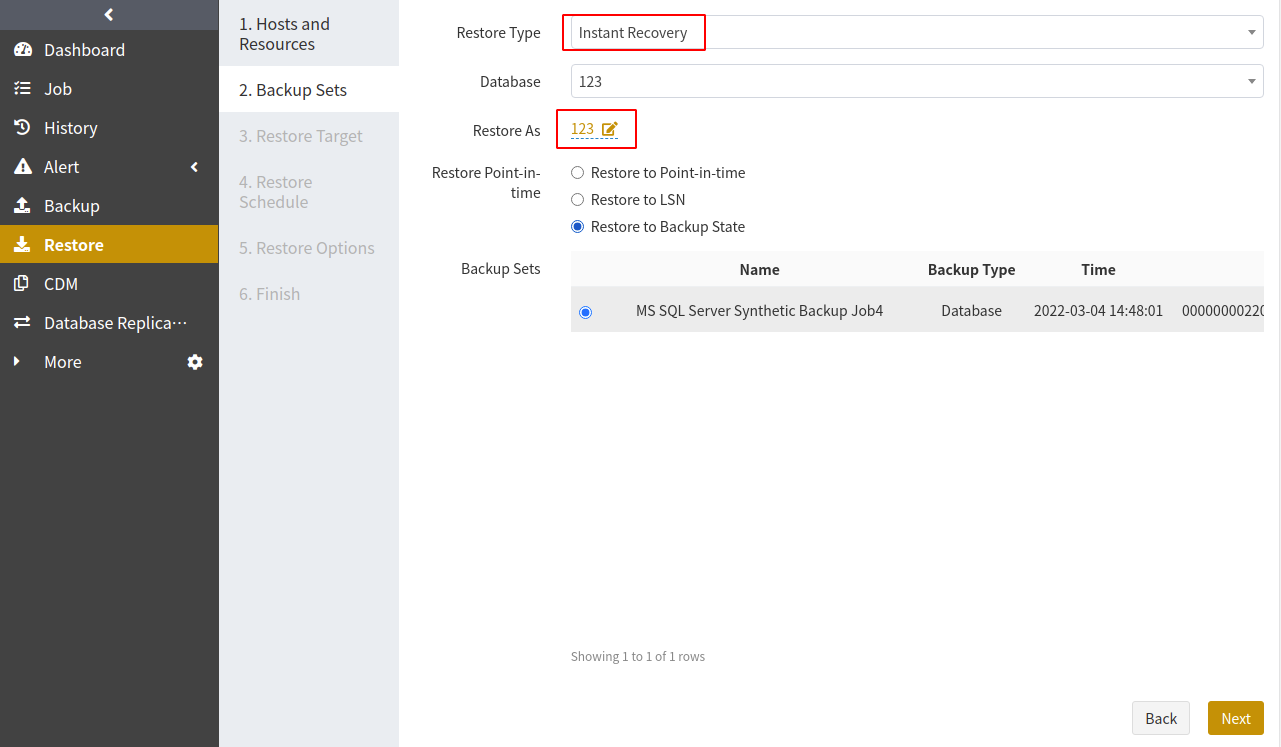 Dashboard
Job
History
Alert
Backup
Restore
CDM
Database Replica···
More
1. Hosts and
Resources
2. Backup Sets
3. Restore Target
4. Restore
Schedule
5. Restore Options
6. Finish
Restore Type
Instant Recovery
Database
123
Restore As
123
Restore Point-in-
time
Restore to Point-in-time
Restore to LSN
Restore to Backup State
Backup Sets
Name Backup Type Time
MS SQL Server Synthetic Backup Job4 Database 2022-03-04 14:48:01 00000000220
Showing 1 to 1 of 1 rows
Back Next